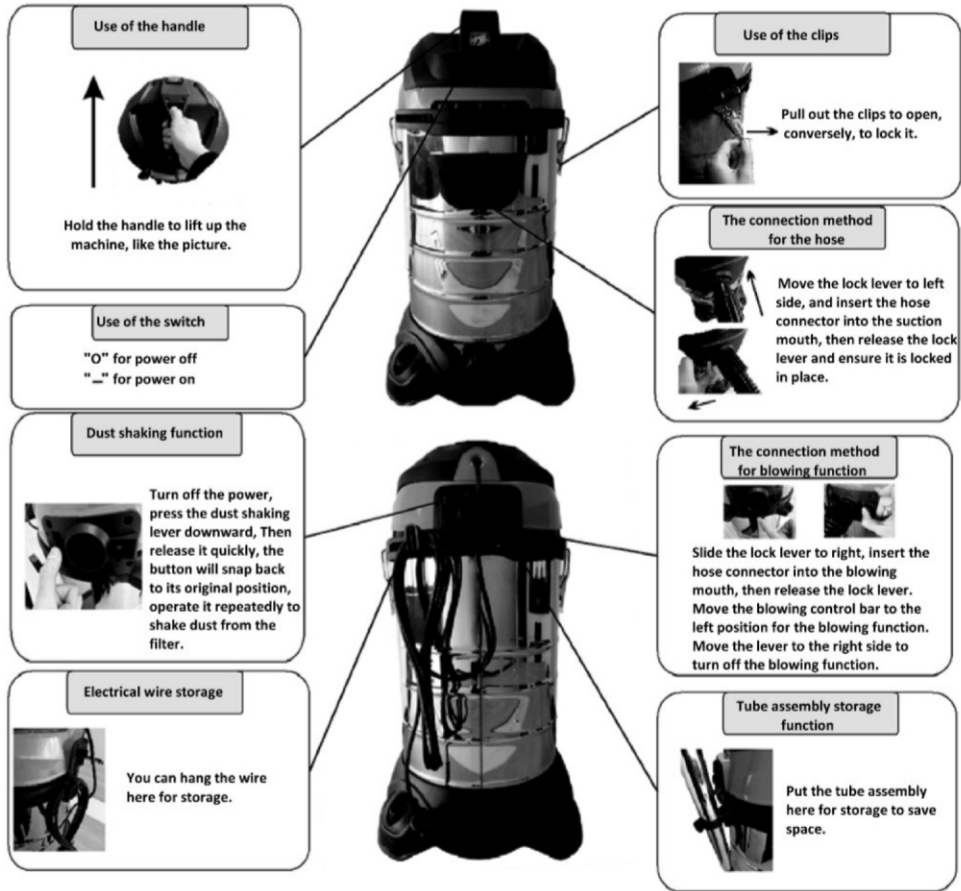 Use of the handle
Hold the handle to lift up the
machine, like the picture.
Use of the switch
"O" for power off
"_" for power on
Dust shaking function
Turn off the power,
press the dust shaking
lever downward, Then
release it quickly, the
button will snap back
to its original position,
operate it repeatedly to
shake dust from the
filter.
Electrical wire storage
You can hang the wire
here for storage.
Use of the clips
Pull out the clips to open,
conversely, to lock it.
The connection method
for the hose
Move the lock lever to left
side, and insert the hose
connector into the suction
mouth, then release the lock
lever and ensure it is locked
in place.
The connection method
for blowing function
Slide the lock lever to right, insert the
hose connector into the blowing
mouth, then release the lock lever.
Move the blowing control bar to the
left position for the blowing function.
Move the lever to the right side to
turn off the blowing function.
Tube assembly storage
function
Put the tube assembly
here for storage to save
space.